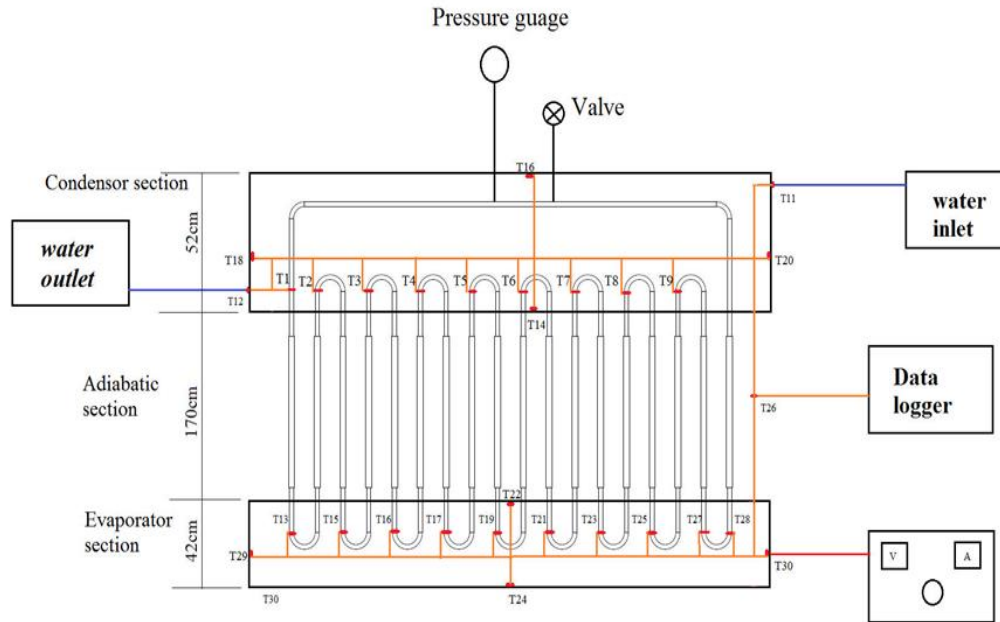 Pressure guage
Valve
Condensor section
T16
T11
water
inlet
52cm
water
outlet
T18
T20
T1
T2
T3
T4
T5
T6
T7
T8
T9
T12
T14
Adiabatic
section
170cm
Data
logger
T26
T22
Evaporator
section
42cm
T13
T15
T16
T17
T19
T21
T23
T25
T27
T28
T29
T30
V
A
T30
T24